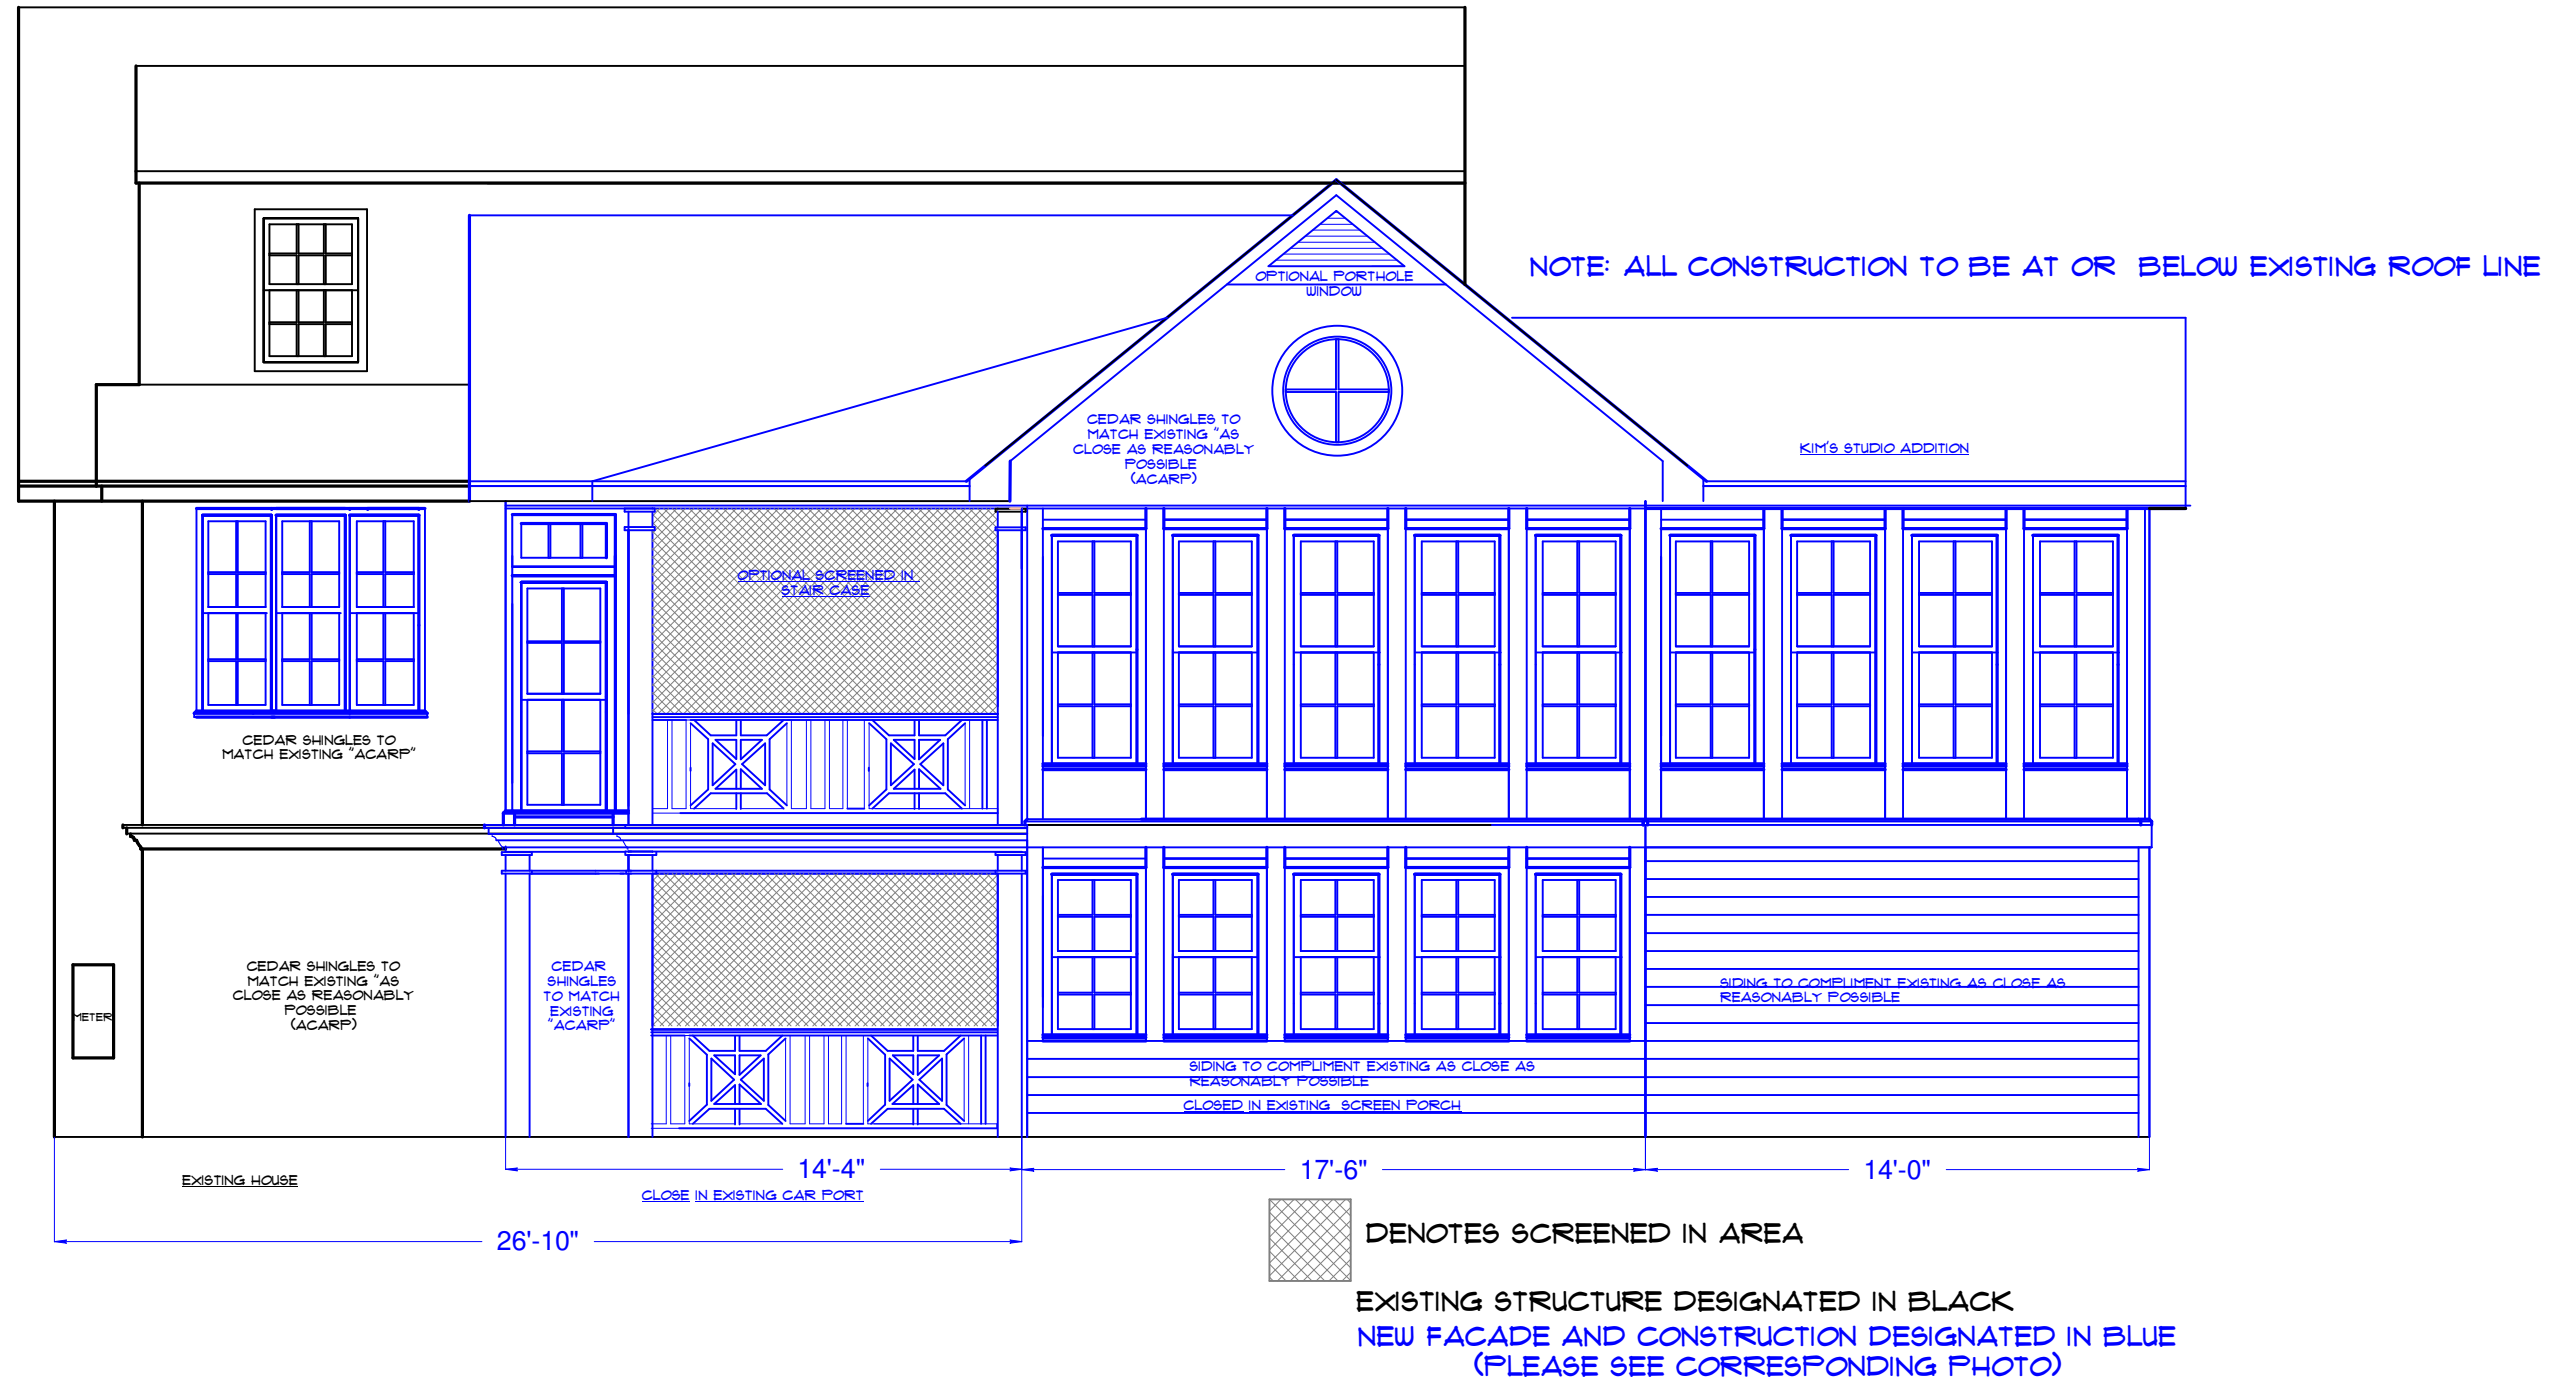 NOTE: ALL CONSTRUCTION TO BE AT OR BELOW EXISTING ROOF LINE
OPTIONAL PORTHOLE
WINDOW
CEDAR SHINGLES TO
MATCH EXISTING "AS
CLOSE AS REASONABLY
POSSIBLE
(ACARP)
KIM'S STUDIO ADDITION
OPTIONAL SCREENED IN
STAIR CASE
CEDAR SHINGLES TO
MATCH EXISTING "ACARP"
METER
CEDAR SHINGLES TO
MATCH EXISTING "AS
CLOSE AS REASONABLY
POSSIBLE
(ACARP)
CEDAR
SHINGLES
TO MATCH
EXISTING
"ACARP"
SIDING TO COMPLIMENT EXISTING AS CLOSE AS
REASONABLY POSSIBLE
SIDING TO COMPLIMENT EXISTING AS CLOSE AS
REASONABLY POSSIBLE
CLOSED IN EXISTING SCREEN PORCH
EXISTING HOUSE
14'-4"
17'-6"
14'-0"
CLOSE IN EXISTING CAR PORT
26'-10"
DENOTES SCREENED IN AREA
EXISTING STRUCTURE DESIGNATED IN BLACK
NEW FACADE AND CONSTRUCTION DESIGNATED IN BLUE
(PLEASE SEE CORRESPONDING PHOTO)